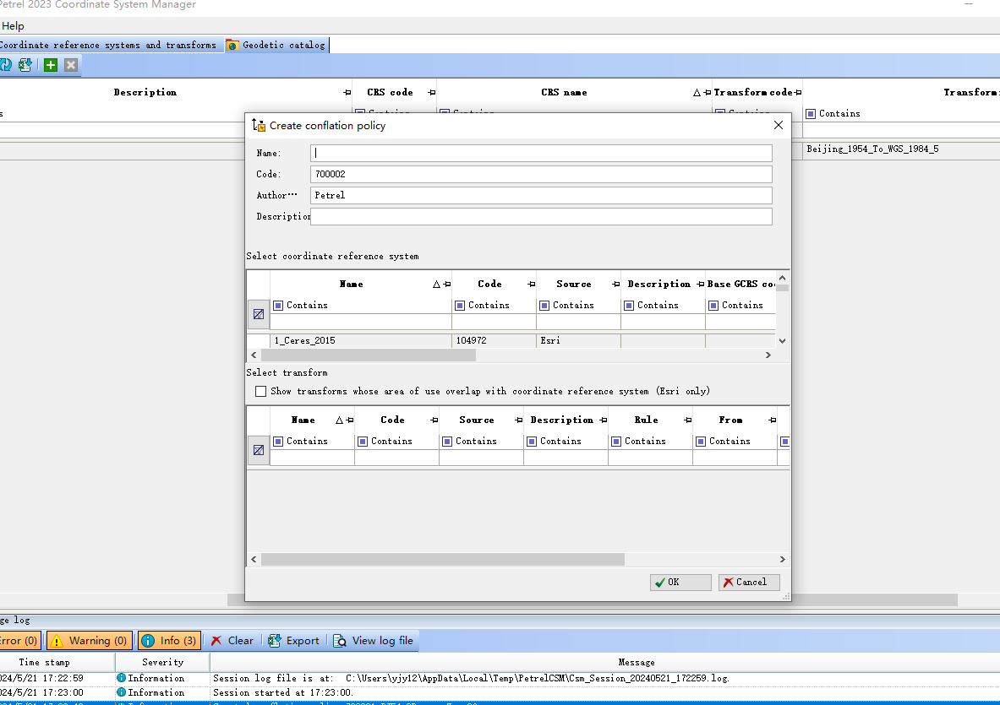 Petrel 2023 Coordinate System Manager
Help
Coordinate reference systems and transforms Geodetic catalog
Description CRS code CRS name Transform code Transform
s Contains Contains Contains Contains
Create conflation policy
Beijing_1954_To_WGS_1984_5
Name:
Code: 700002
Author··· Petrel
Description
Select coordinate reference system
Name Code Source Description Base GCRS co
Contains Contains Contains Contains Contains
1_Ceres_2015 104972 Esri
Select transform
Show transforms whose area of use overlap with coordinate reference system (Esri only)
Name Code Source Description Rule From
Contains Contains Contains Contains Contains Contains
OK Cancel
ge log
Error (0) Warning (0) Info (3) Clear Export View log file
Time stamp Severity Message
024/5/21 17:22:59 Information Session log file is at: C:\Users\yjy12\AppData\Local\Temp\PetrelCSM\Csm_Session_20240521_172259.log.
024/5/21 17:23:00 Information Session started at 17:23:00.